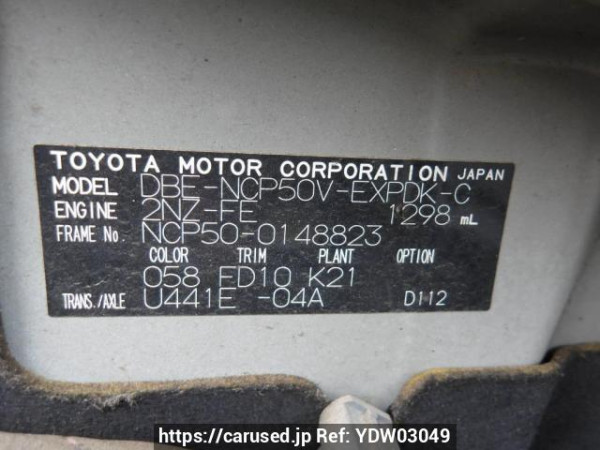 TOYOTA MOTOR CORPORATION JAPAN
MODEL DBE-NCP50V-EXPDK-C
ENGINE 2NZ-FE 1298 mL
FRAME No. NCP50-0148823
COLOR TRIM PLANT OPTION
058 ED10 K21
TRANS./AXLE U441E -04A D112
https://carused.jp Ref: YDW03049